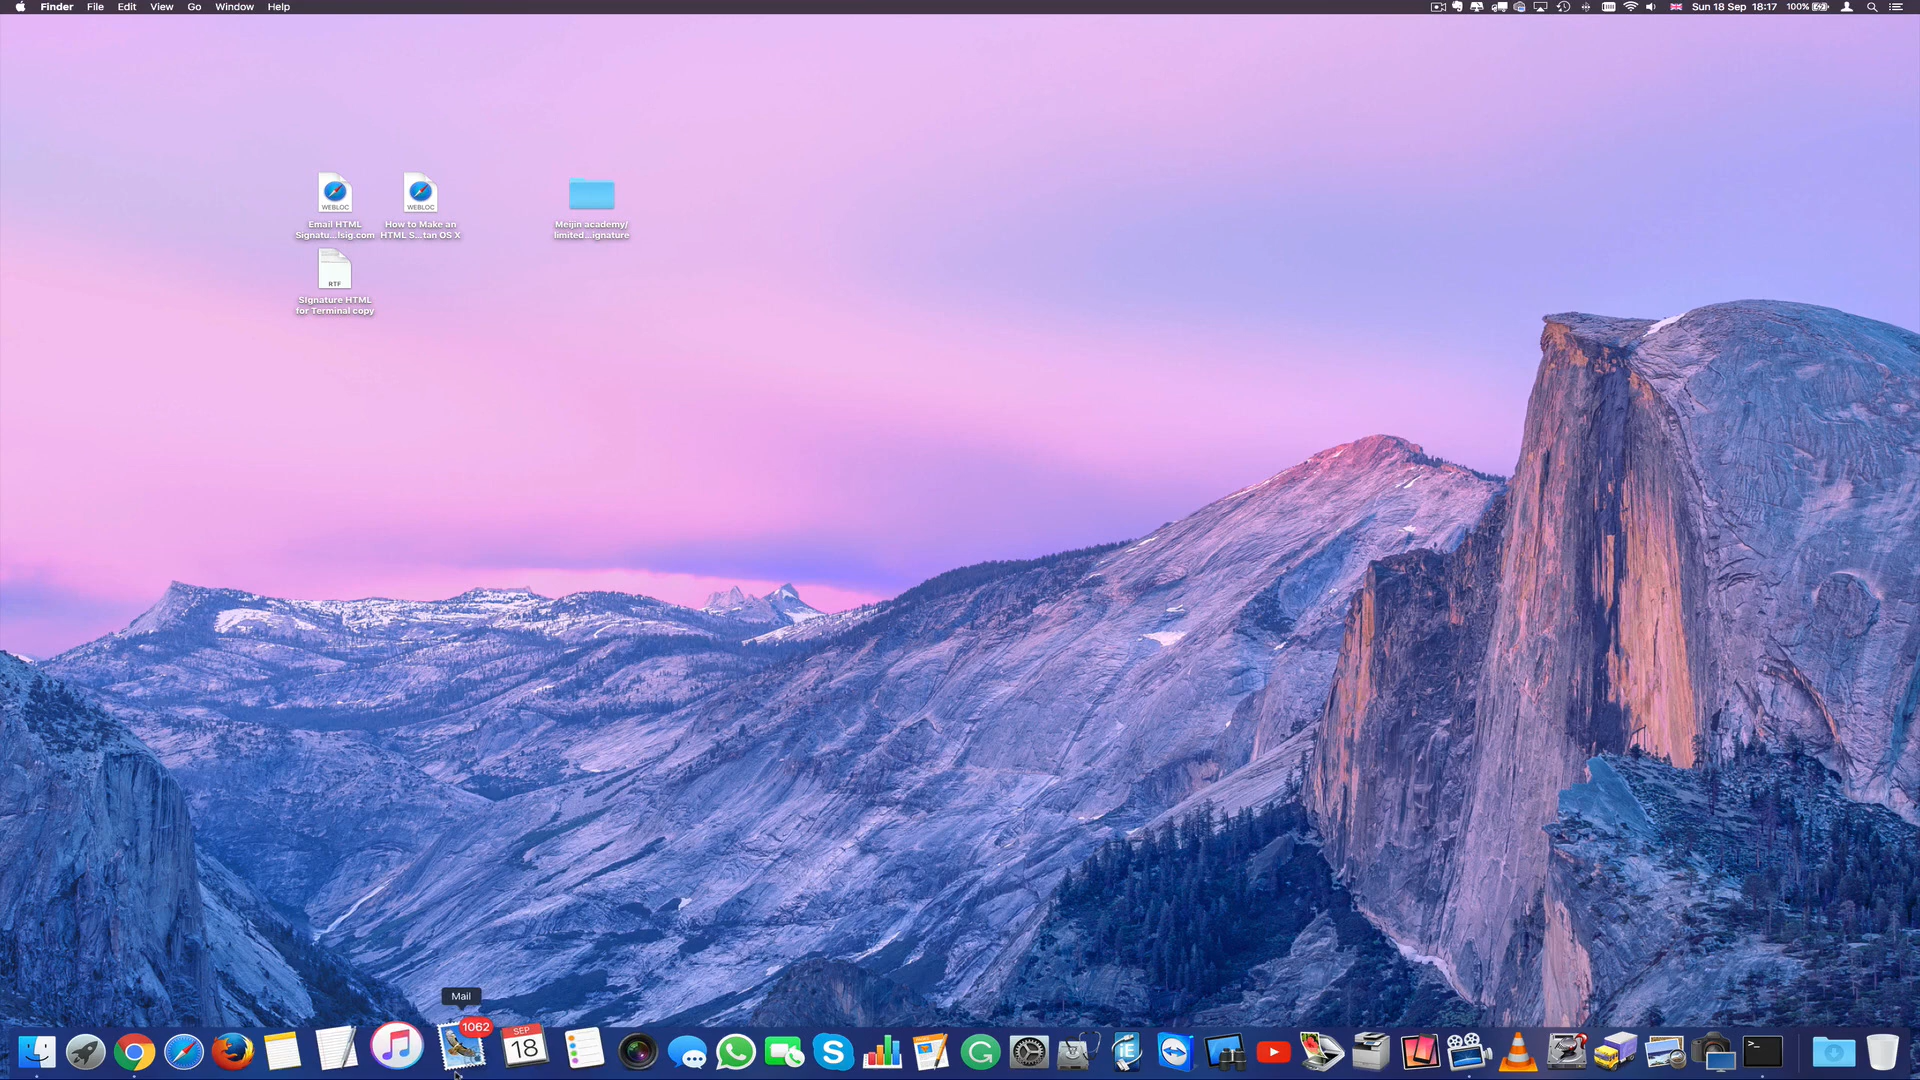 Finder File Edit View Go Window Help
Sun 18 Sep 18:17 100%
WEBLOC
Email HTML
Signatu...lsig.com
WEBLOC
How to Make an
HTML S...tan OS X
Meijin academy/
limited...ignature
RTF
SIgnature HTML
for Terminal copy
Mail
1062
SEP
18
iE
>_